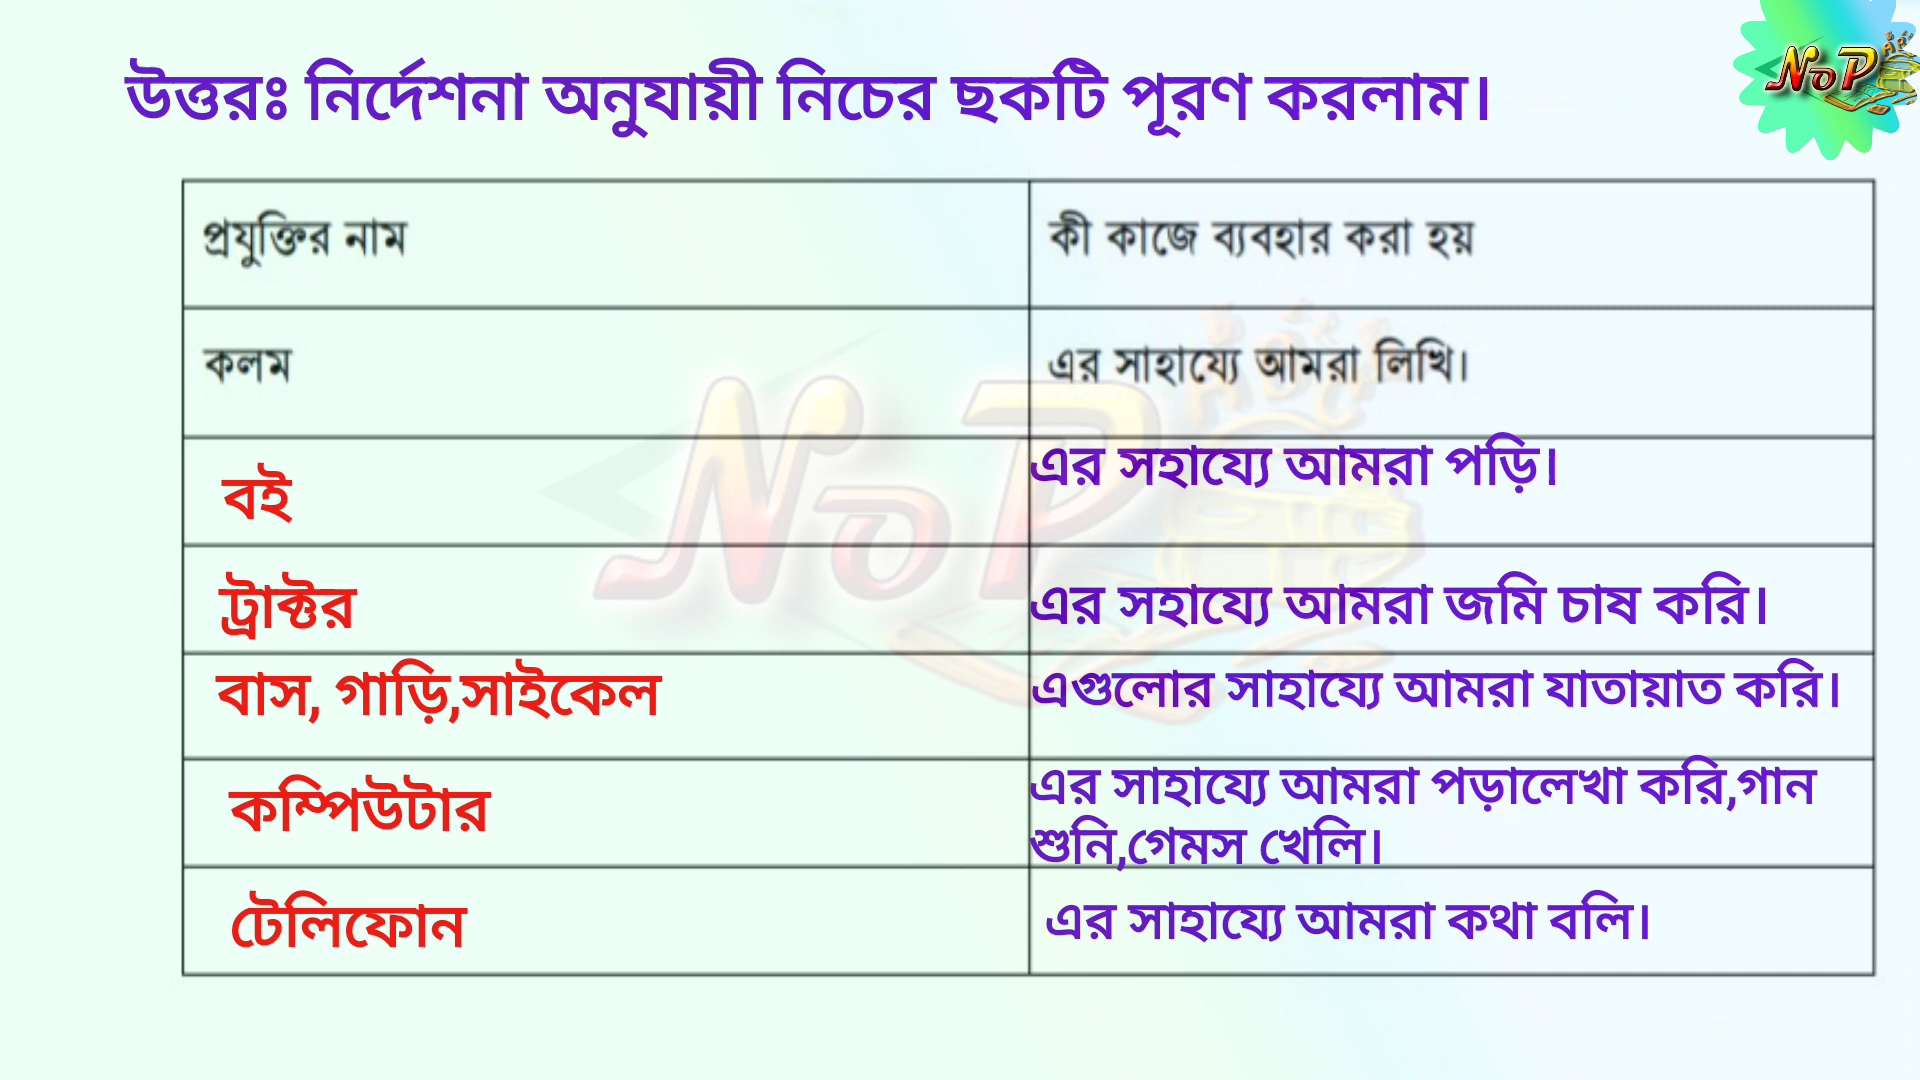 উত্তরঃ নির্দেশনা অনুযায়ী নিচের ছকটি পূরণ করলাম।
NoP
প্রযুক্তির নাম
কী কাজে ব্যবহার করা হয়
কলম
এর সাহায্যে আমরা লিখি।
বই
এর সহায্যে আমরা পড়ি।
ট্রাক্টর
এর সহায্যে আমরা জমি চাষ করি।
বাস, গাড়ি,সাইকেল
এগুলোর সাহায্যে আমরা যাতায়াত করি।
কম্পিউটার
এর সাহায্যে আমরা পড়ালেখা করি,গান
শুনি,গেমস খেলি।
টেলিফোন
এর সাহায্যে আমরা কথা বলি।
NoP